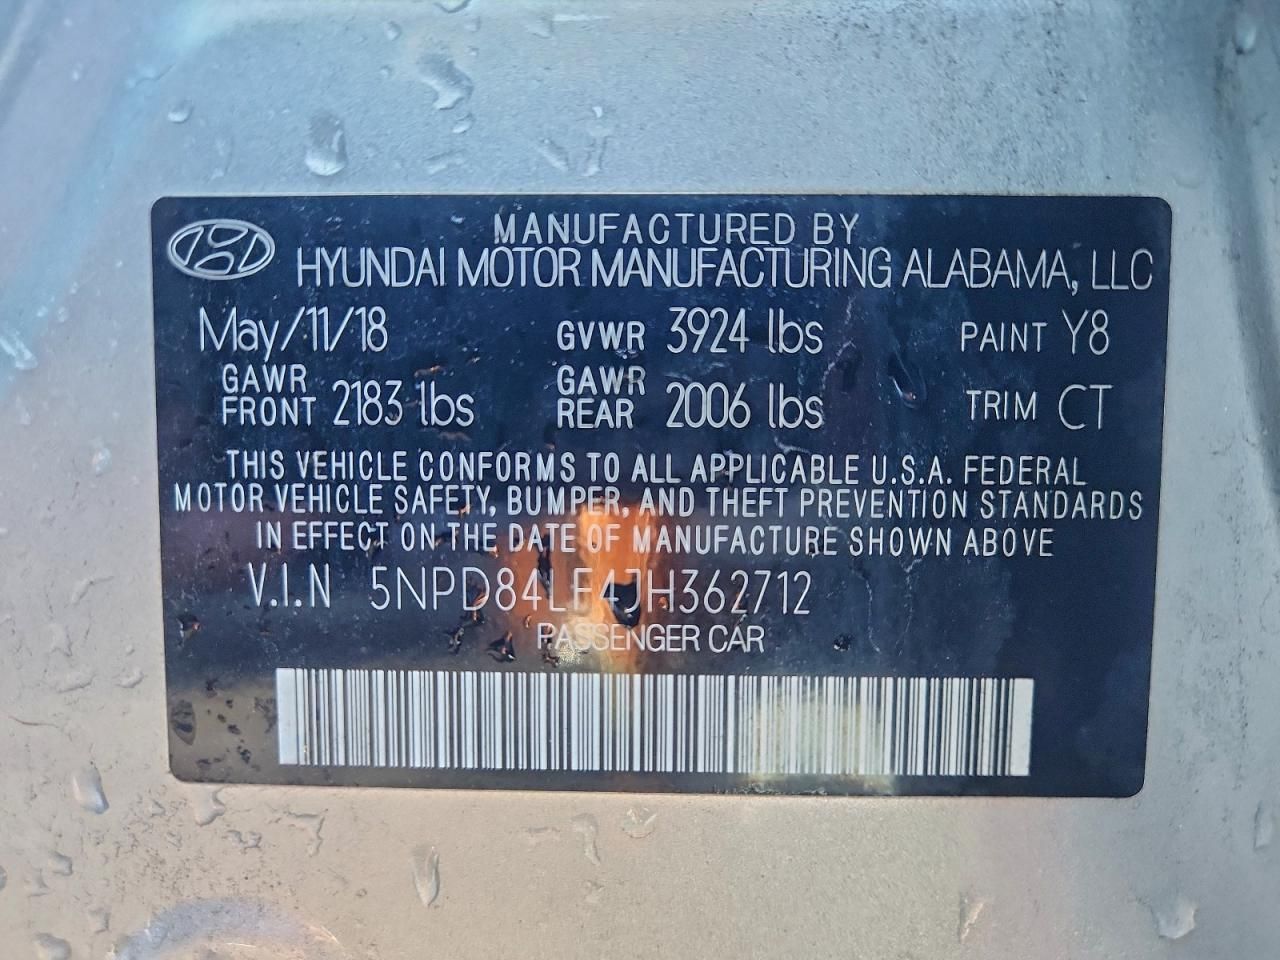 MANUFACTURED BY
HYUNDAI MOTOR MANUFACTURING ALABAMA, LLC
May/11/18 GVWR 3924 lbs PAINT Y8
GAWR FRONT 2183 lbs GAWR REAR 2006 lbs TRIM CT
THIS VEHICLE CONFORMS TO ALL APPLICABLE U.S.A. FEDERAL
MOTOR VEHICLE SAFETY, BUMPER, AND THEFT PREVENTION STANDARDS
IN EFFECT ON THE DATE OF MANUFACTURE SHOWN ABOVE
V.I.N 5NPD84LF4JH362712
PASSENGER CAR